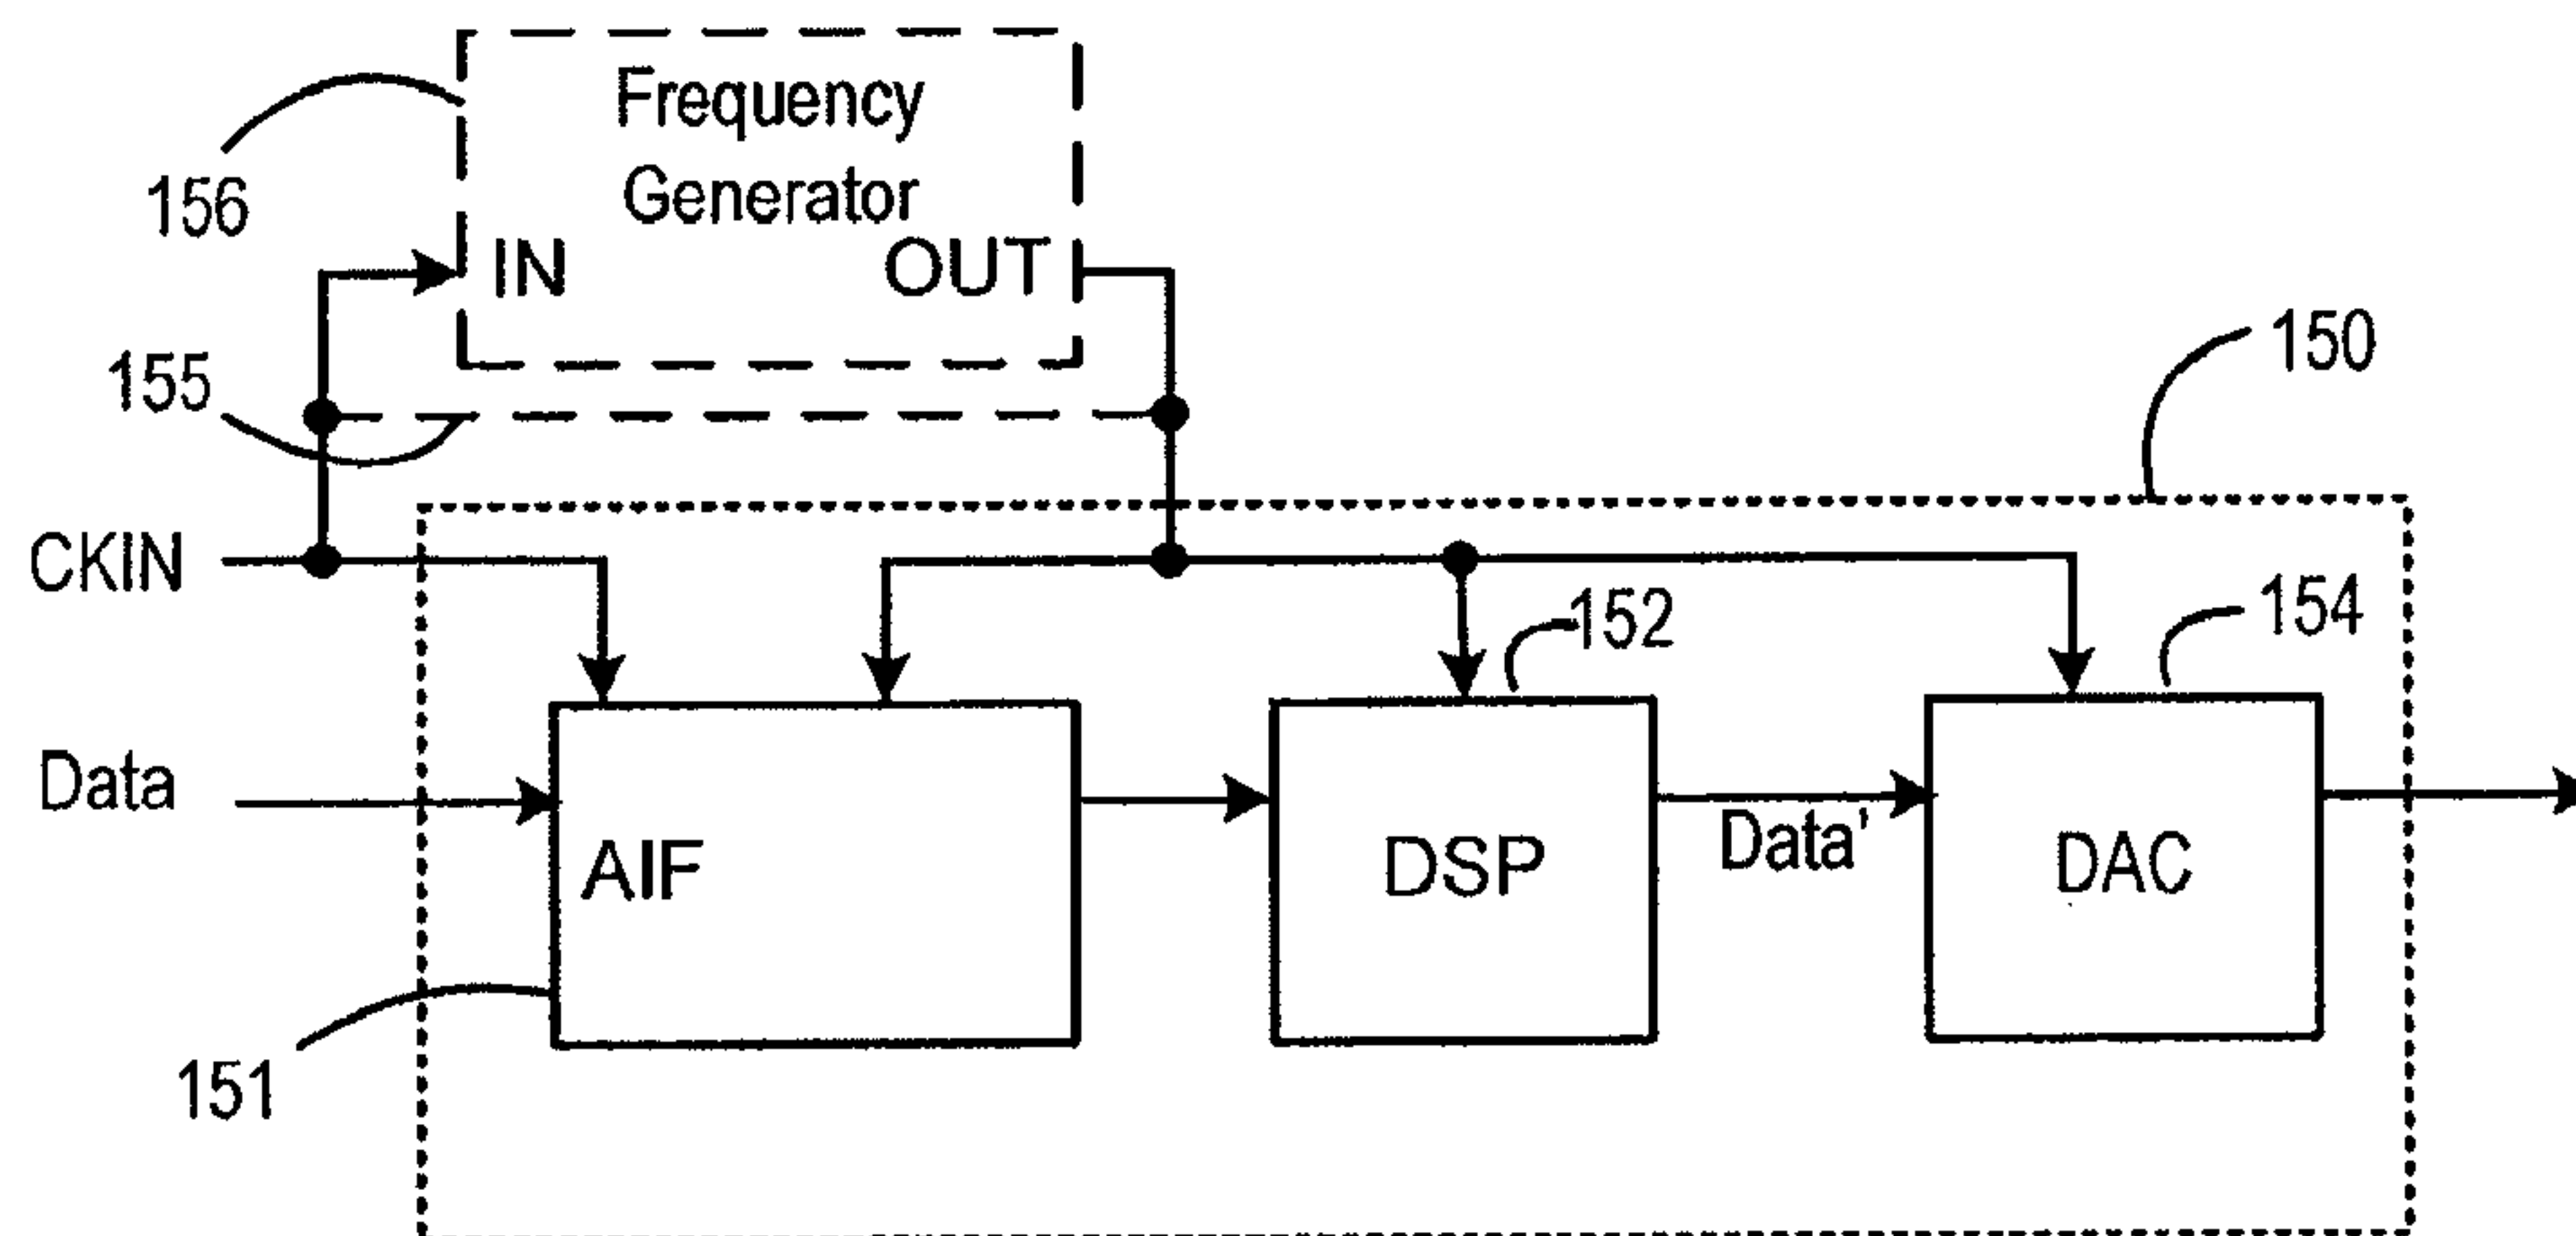 Frequency
Generator
156
IN
OUT
155
150
CKIN
152
154
Data
AIF
DSP
Data'
DAC
151